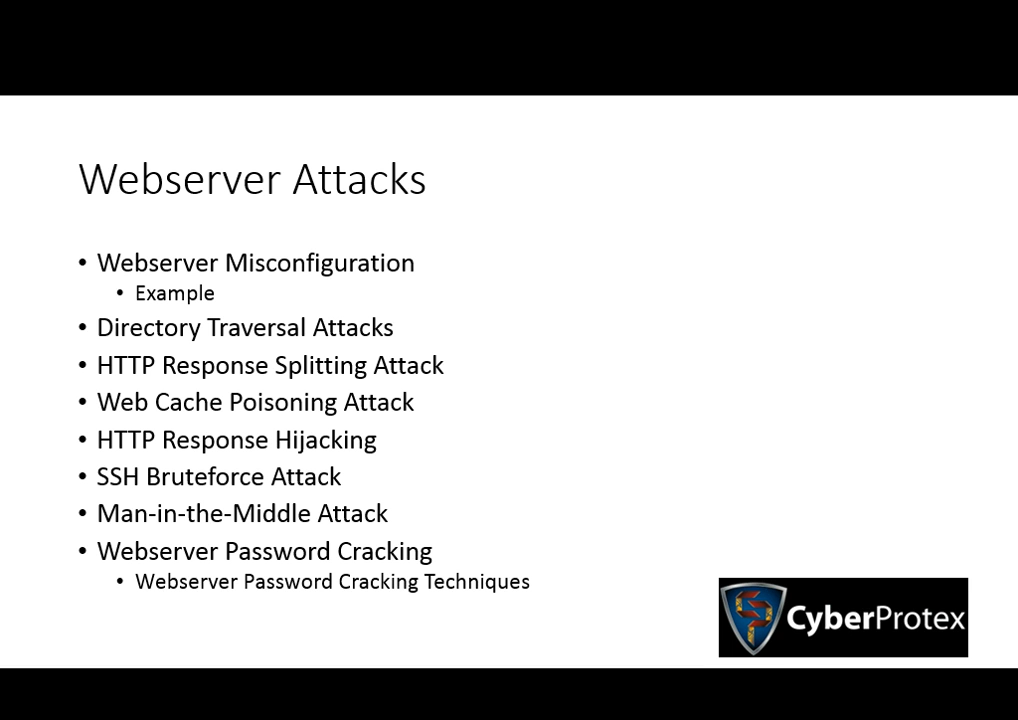 Webserver Attacks
• Webserver Misconfiguration
• Example
• Directory Traversal Attacks
• HTTP Response Splitting Attack
• Web Cache Poisoning Attack
• HTTP Response Hijacking
• SSH Bruteforce Attack
• Man-in-the-Middle Attack
• Webserver Password Cracking
• Webserver Password Cracking Techniques
CyberProtex